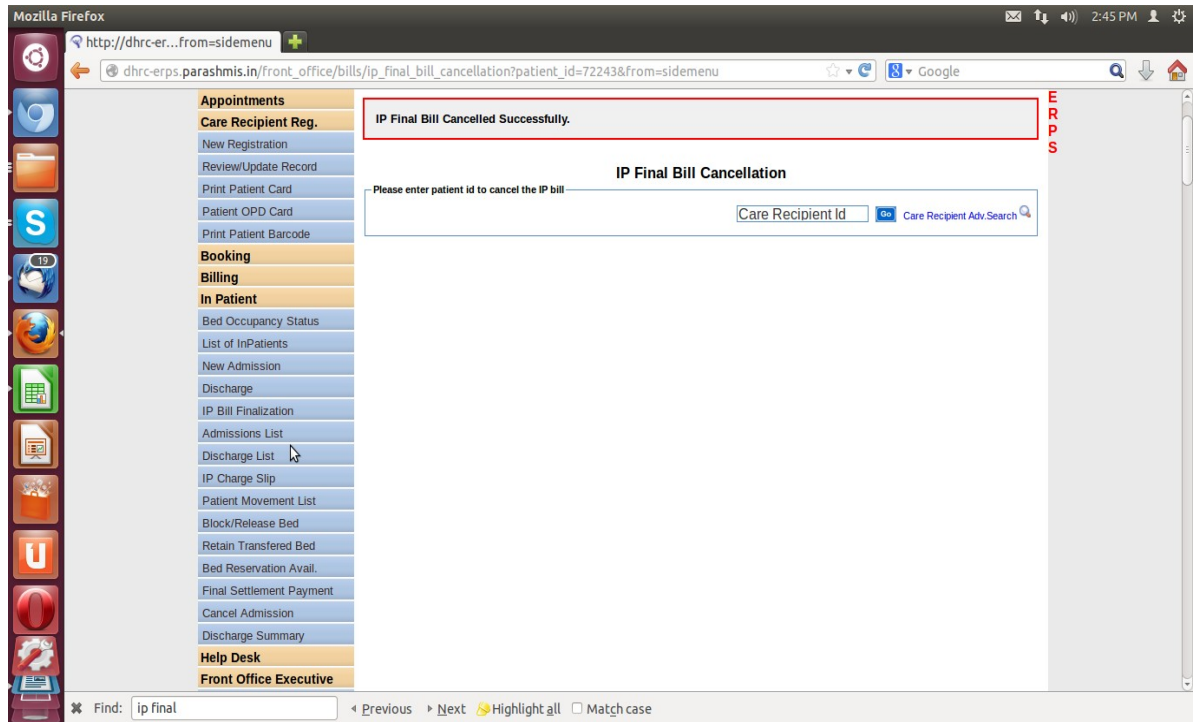 Mozilla Firefox
2:45 PM
http://dhrc-er...from=sidemenu
dhrc-erps.parashmis.in/front_office/bills/ip_final_bill_cancellation?patient_id=72243&from=sidemenu
Google
Appointments
Care Recipient Reg.
New Registration
Review/Update Record
Print Patient Card
Patient OPD Card
Print Patient Barcode
Booking
Billing
In Patient
Bed Occupancy Status
List of InPatients
New Admission
Discharge
IP Bill Finalization
Admissions List
Discharge List
IP Charge Slip
Patient Movement List
Block/Release Bed
Retain Transfered Bed
Bed Reservation Avail.
Final Settlement Payment
Cancel Admission
Discharge Summary
Help Desk
Front Office Executive
IP Final Bill Cancelled Successfully.
E
R
P
S
IP Final Bill Cancellation
Please enter patient id to cancel the IP bill
Care Recipient Id
Go
Care Recipient Adv.Search
19
Find:
ip final
Previous
Next
Highlight all
Match case